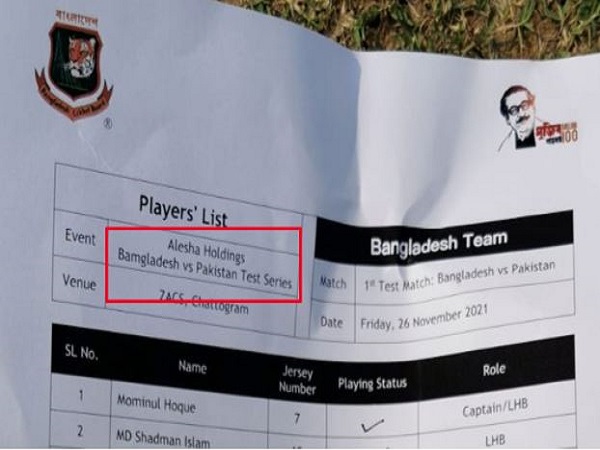 বাংলাদেশ
®
মুজিব
100
Players' List
Event
Alesha Holdings
Bamgladesh vs Pakistan Test Series
Venue
ZACS, Chattogram
Bangladesh Team
Match
1st Test Match: Bangladesh vs Pakistan
Date
Friday, 26 November 2021
SL No.
Name
Jersey
Number
Playing Status
Role
1
Mominul Hoque
7
✓
Captain/LHB
2
MD Shadman Islam
LHB